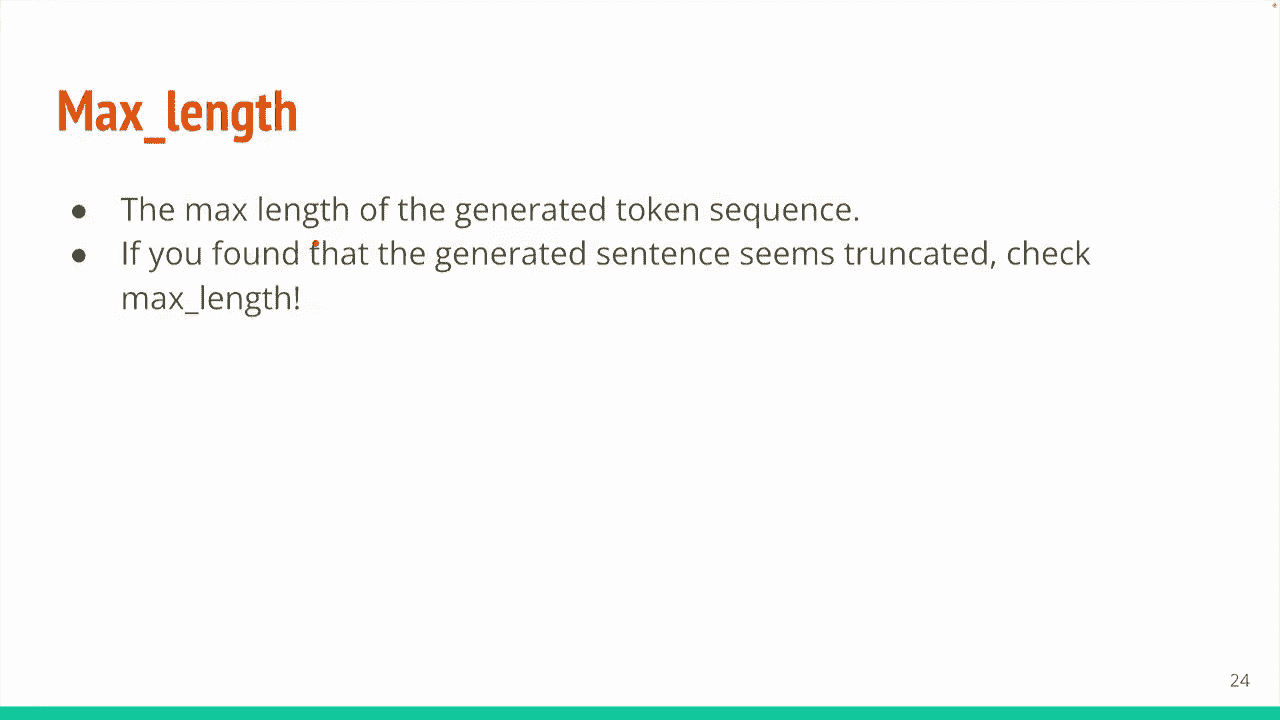 Max_length
● The max length of the generated token sequence.
● If you found that the generated sentence seems truncated, check
max_length!
24